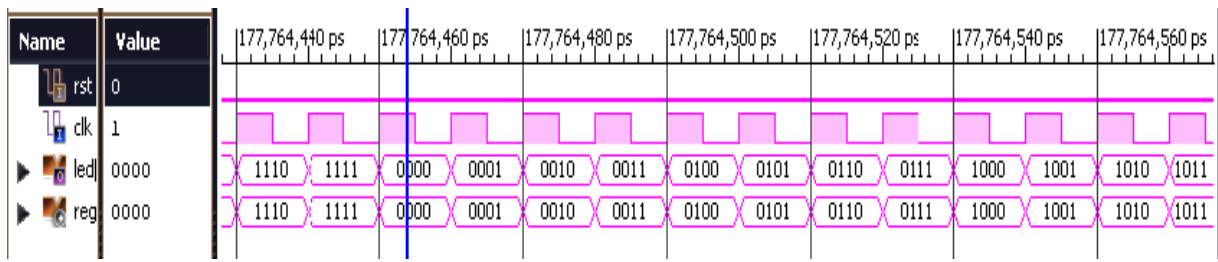 Name Value 177,764,440 ps 177,764,460 ps 177,764,480 ps 177,764,500 ps 177,764,520 ps 177,764,540 ps 177,764,560 ps
rst 0
clk 1
led 0000 1110 1111 0000 0001 0010 0011 0100 0101 0110 0111 1000 1001 1010 1011
reg 0000 1110 1111 0000 0001 0010 0011 0100 0101 0110 0111 1000 1001 1010 1011